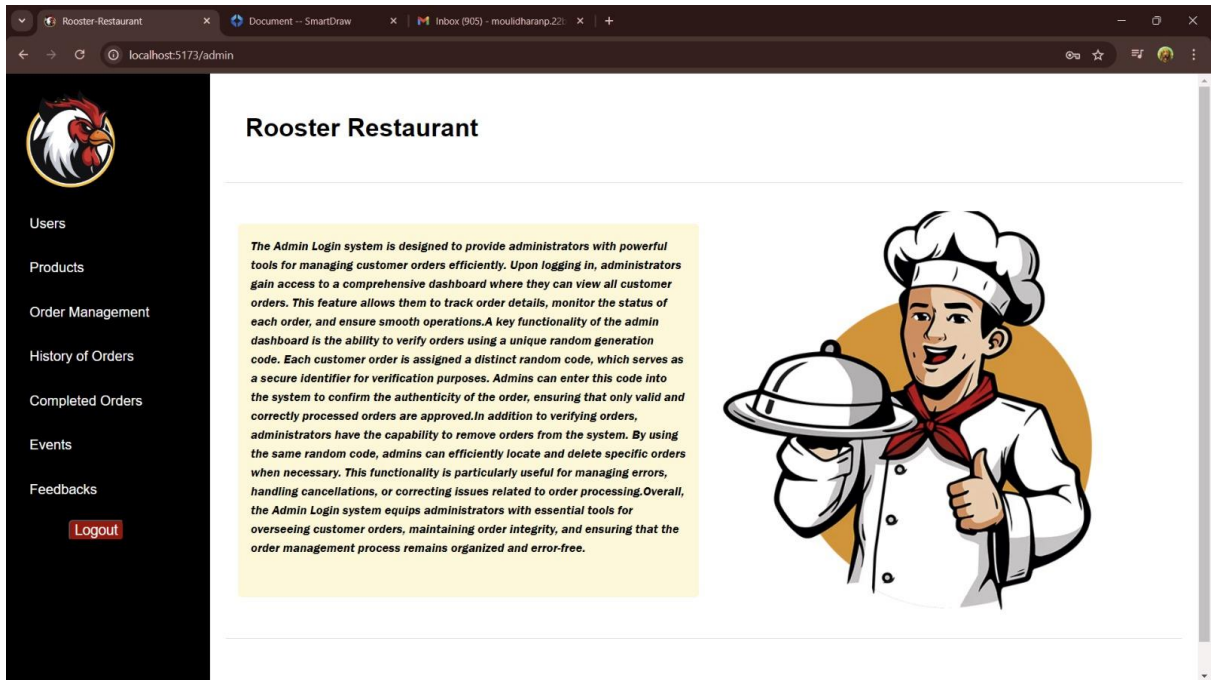 Rooster-Restaurant
Document -- SmartDraw
Inbox (905) - moulidharanp.22
localhost:5173/admin
Rooster Restaurant
Users
Products
Order Management
History of Orders
Completed Orders
Events
Feedbacks
Logout
The Admin Login system is designed to provide administrators with powerful
tools for managing customer orders efficiently. Upon logging in, administrators
gain access to a comprehensive dashboard where they can view all customer
orders. This feature allows them to track order details, monitor the status of
each order, and ensure smooth operations.A key functionality of the admin
dashboard is the ability to verify orders using a unique random generation
code. Each customer order is assigned a distinct random code, which serves as
a secure identifier for verification purposes. Admins can enter this code into
the system to confirm the authenticity of the order, ensuring that only valid and
correctly processed orders are approved.In addition to verifying orders,
administrators have the capability to remove orders from the system. By using
the same random code, admins can efficiently locate and delete specific orders
when necessary. This functionality is particularly useful for managing errors,
handling cancellations, or correcting issues related to order processing.Overall,
the Admin Login system equips administrators with essential tools for
overseeing customer orders, maintaining order integrity, and ensuring that the
order management process remains organized and error-free.